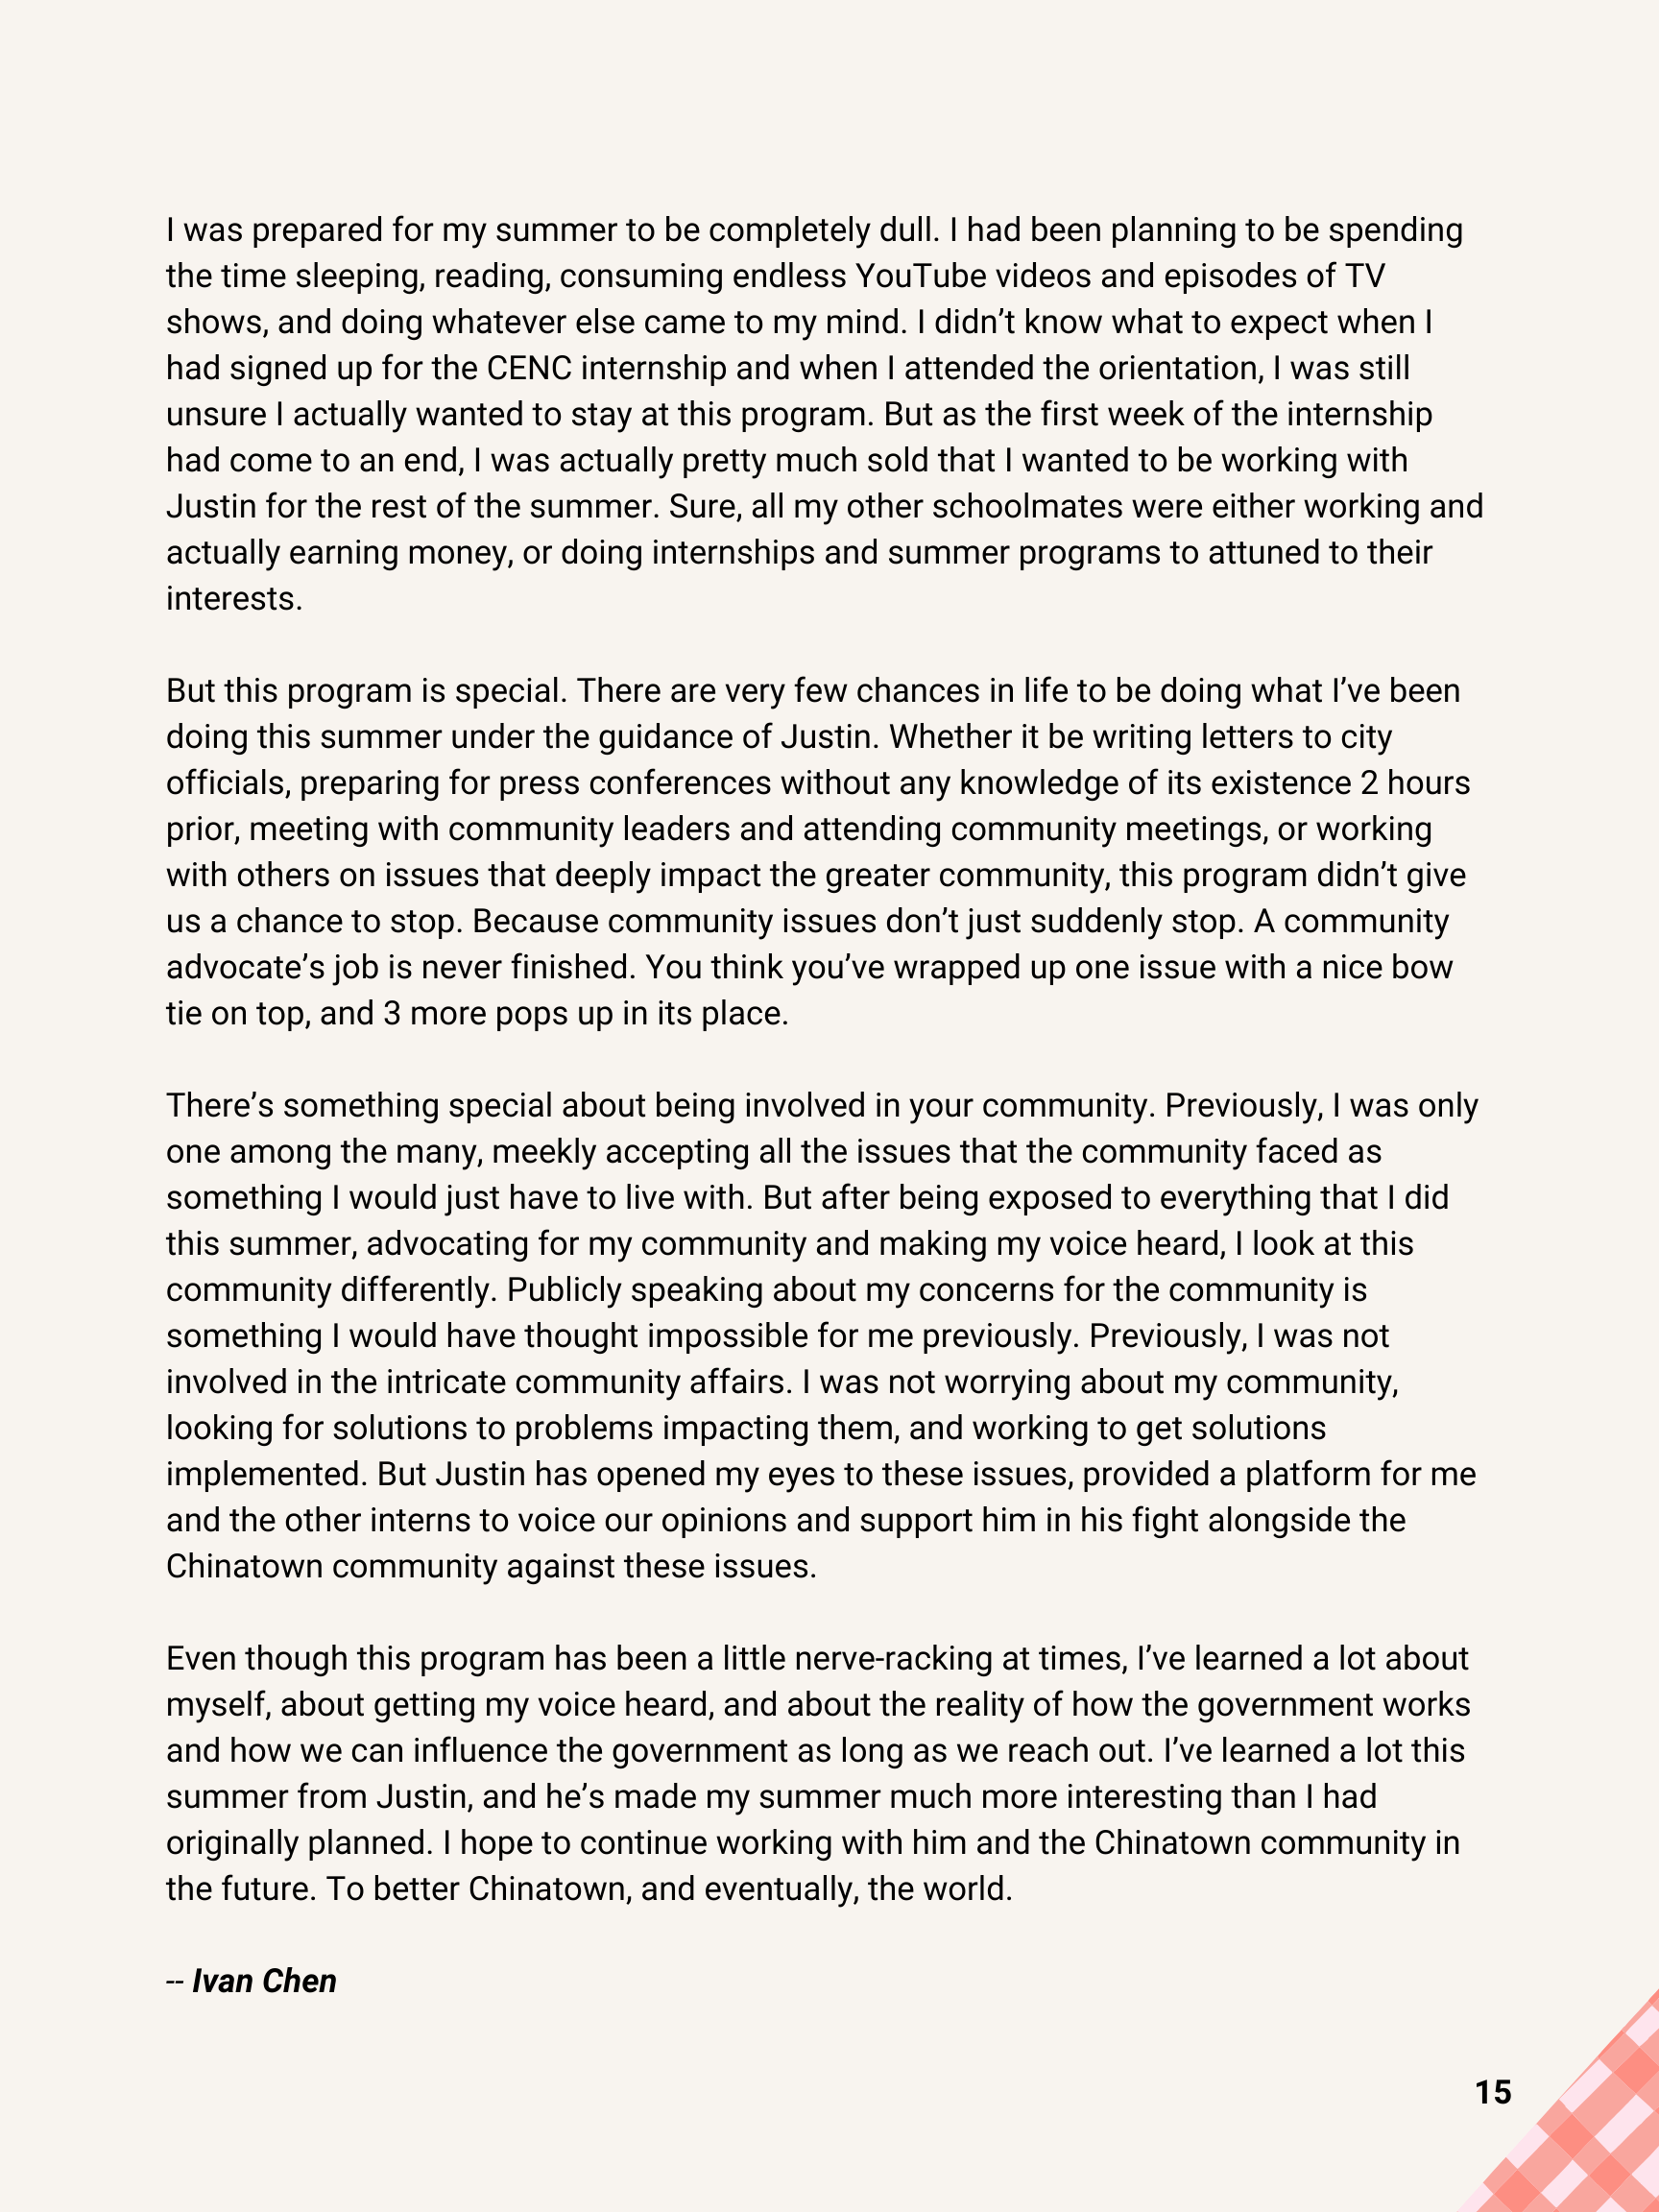 I was prepared for my summer to be completely dull. I had been planning to be spending
the time sleeping, reading, consuming endless YouTube videos and episodes of TV
shows, and doing whatever else came to my mind. I didn’t know what to expect when I
had signed up for the CENC internship and when I attended the orientation, I was still
unsure I actually wanted to stay at this program. But as the first week of the internship
had come to an end, I was actually pretty much sold that I wanted to be working with
Justin for the rest of the summer. Sure, all my other schoolmates were either working and
actually earning money, or doing internships and summer programs to attuned to their
interests.

But this program is special. There are very few chances in life to be doing what I’ve been
doing this summer under the guidance of Justin. Whether it be writing letters to city
officials, preparing for press conferences without any knowledge of its existence 2 hours
prior, meeting with community leaders and attending community meetings, or working
with others on issues that deeply impact the greater community, this program didn’t give
us a chance to stop. Because community issues don’t just suddenly stop. A community
advocate’s job is never finished. You think you’ve wrapped up one issue with a nice bow
tie on top, and 3 more pops up in its place.

There’s something special about being involved in your community. Previously, I was only
one among the many, meekly accepting all the issues that the community faced as
something I would just have to live with. But after being exposed to everything that I did
this summer, advocating for my community and making my voice heard, I look at this
community differently. Publicly speaking about my concerns for the community is
something I would have thought impossible for me previously. Previously, I was not
involved in the intricate community affairs. I was not worrying about my community,
looking for solutions to problems impacting them, and working to get solutions
implemented. But Justin has opened my eyes to these issues, provided a platform for me
and the other interns to voice our opinions and support him in his fight alongside the
Chinatown community against these issues.

Even though this program has been a little nerve-racking at times, I’ve learned a lot about
myself, about getting my voice heard, and about the reality of how the government works
and how we can influence the government as long as we reach out. I’ve learned a lot this
summer from Justin, and he’s made my summer much more interesting than I had
originally planned. I hope to continue working with him and the Chinatown community in
the future. To better Chinatown, and eventually, the world.

-- Ivan Chen

15